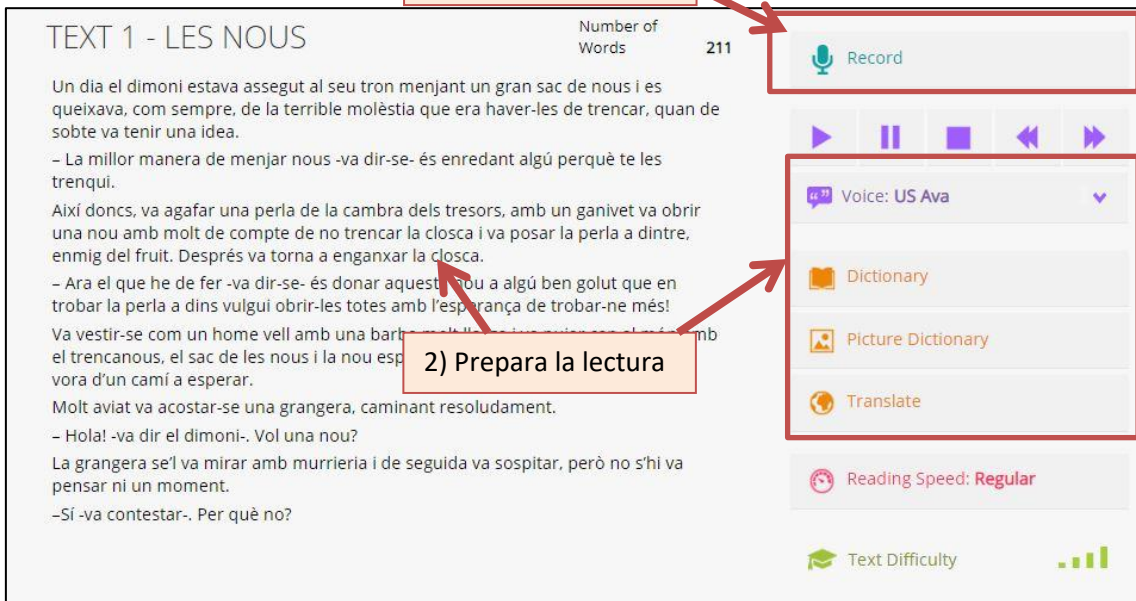 TEXT 1 - LES NOUS
Number of
Words 211
Un dia el dimoni estava assegut al seu tron menjant un gran sac de nous i es
queixava, com sempre, de la terrible molèstia que era haver-les de trencar, quan de
sobte va tenir una idea.
– La millor manera de menjar nous -va dir-se- és enredant algú perquè te les
trenqui.
Així doncs, va agafar una perla de la cambra dels tresors, amb un ganivet va obrir
una nou amb molt de compte de no trencar la closca i va posar la perla a dintre,
enmig del fruit. Després va torna a enganxar la closca.
– Ara el que he de fer -va dir-se- és donar aquesta nou a algú ben golut que en
trobar la perla a dins vulgui obrir-les totes amb l'esperança de trobar-ne més!
Va vestir-se com un home vell amb una barba
el trencanous, el sac de les nous i la nou esp
vora d'un camí a esperar.
Molt aviat va acostar-se una grangera, caminant resoludament.
– Hola! -va dir el dimoni-. Vol una nou?
La grangera se'l va mirar amb murrieria i de seguida va sospitar, però no s'hi va
pensar ni un moment.
–Sí -va contestar-. Per què no?
2) Prepara la lectura
Record
Voice: US Ava
Dictionary
Picture Dictionary
Translate
Reading Speed: Regular
Text Difficulty